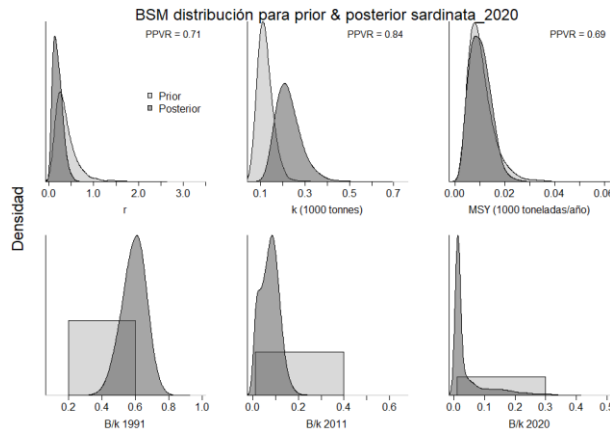 BSM distribución para prior & posterior sardinata_2020
PPVR = 0.71
PPVR = 0.84
PPVR = 0.69
Prior
Posterior
0.0 1.0 2.0 3.0
0.1 0.3 0.5 0.7
0.00 0.02 0.04 0.06
r
k (1000 tonnes)
MSY (1000 toneladas/año)
Densidad
0.2 0.4 0.6 0.8 1.0
0.0 0.2 0.4 0.6
0.0 0.1 0.2 0.3 0.4 0.5
B/k 1991
B/k 2011
B/k 2020